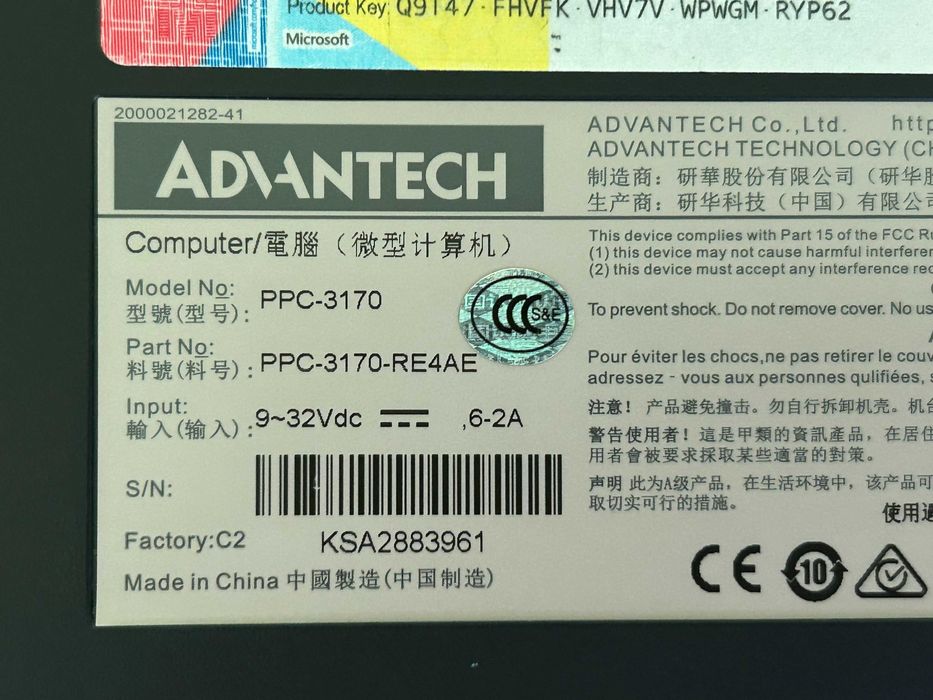 Product Key: Q9T47 · FHVFK · VHV7V · WPWGM · RYP62
Microsoft
2000021282-41
ADVANTECH
ADVANTECH Co.,Ltd. http
ADVANTECH TECHNOLOGY (CH
制造商：研華股份有限公司（研华股
生产商：研华科技（中国）有限公司
Computer/電腦（微型计算机）
Model No:
型號(型号): PPC-3170
Part No:
料號(料号): PPC-3170-RE4AE
Input:
輸入(输入): 9~32Vdc ,6-2A
S/N:
Factory:C2 KSA2883961
Made in China 中國製造(中国制造)
CCC S&E
This device complies with Part 15 of the FCC Ru
(1) this device may not cause harmful interferen
(2) this device must accept any interference rec
To prevent shock. Do not remove cover. No us
Pour éviter les chocs,ne pas retirer le couv
adressez - vous aux personnes qulifiées, s
注意！ 产品避免撞击。勿自行拆卸机壳。机台
警告使用者！這是甲類的資訊產品，在居住
用者會被要求採取某些適當的對策。
声明 此为A级产品，在生活环境中，该产品可
取切实可行的措施。
使用過
CE 10